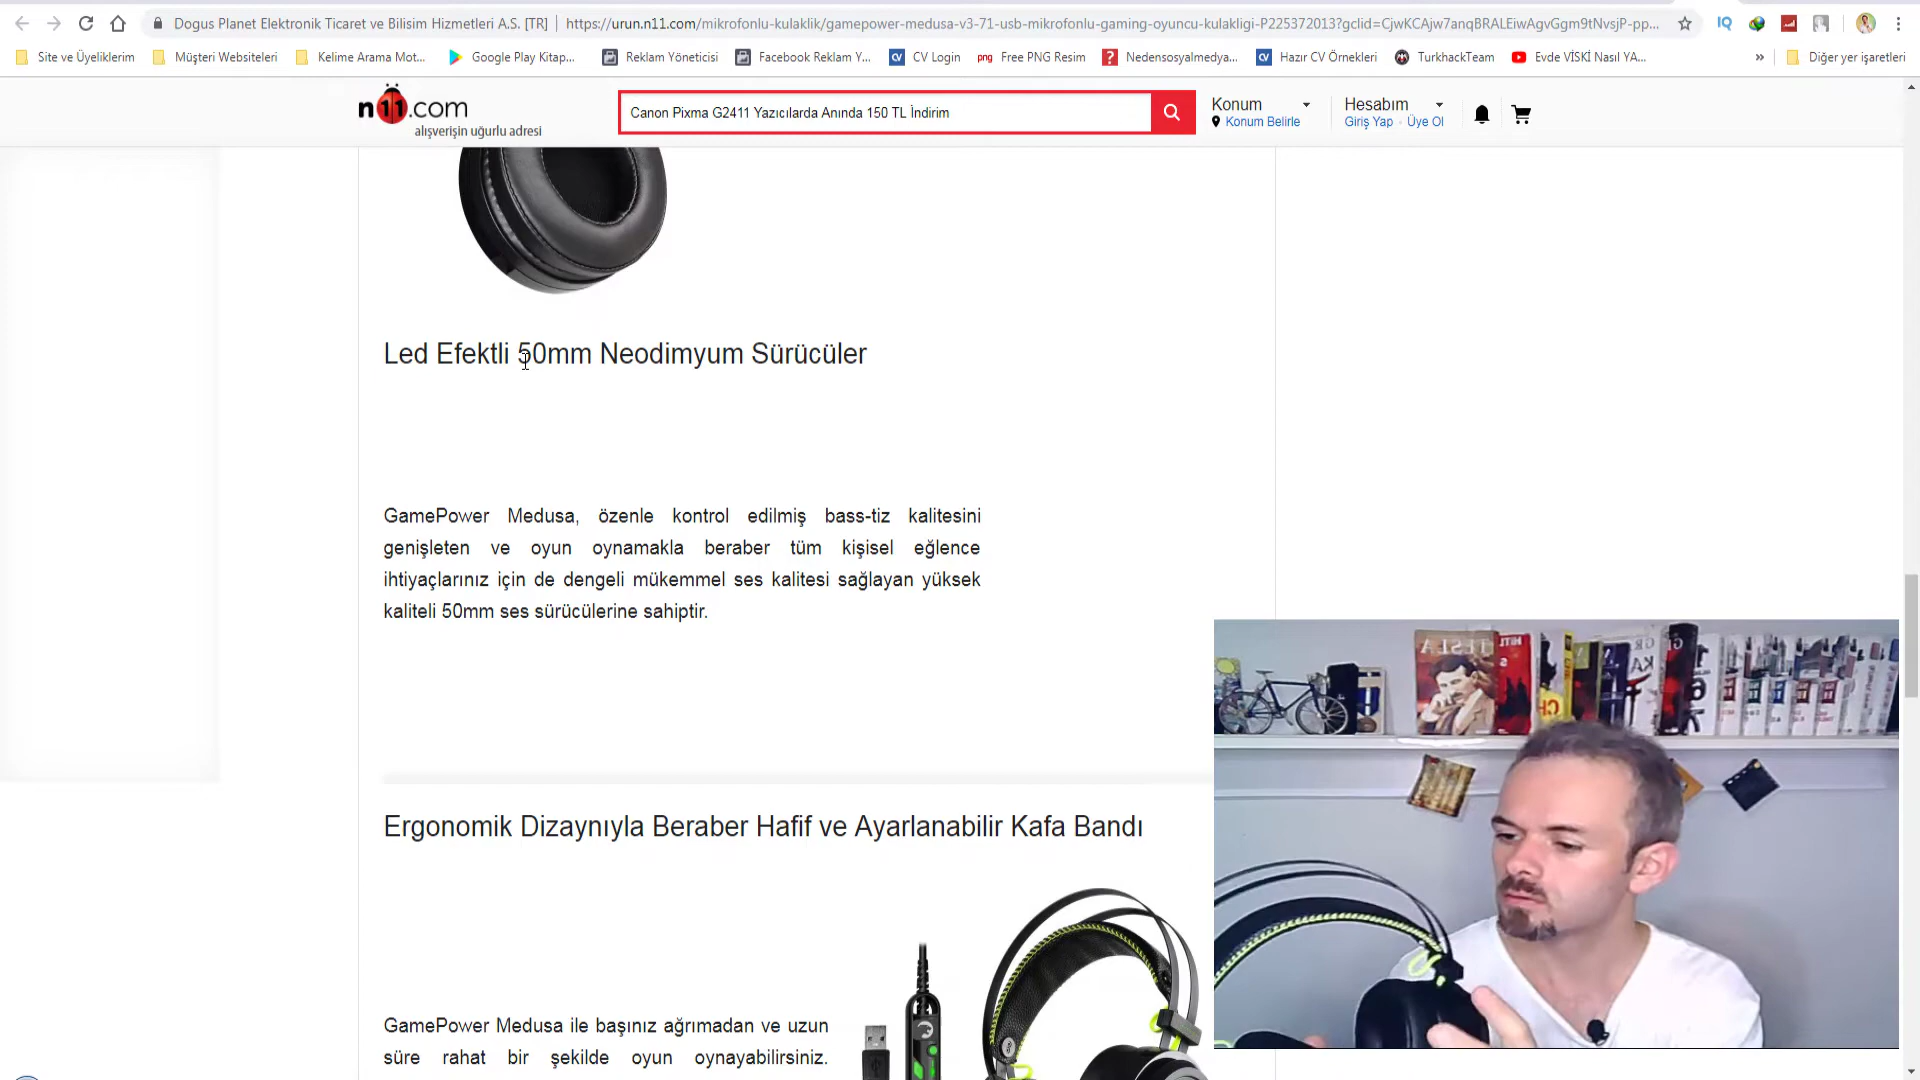 Dogus Planet Elektronik Ticaret ve Bilisim Hizmetleri A.S. [TR]
https://urun.n11.com/mikrofonlu-kulaklik/gamepower-medusa-v3-71-usb-mikrofonlu-gaming-oyuncu-kulakligi-P225372013?gclid=CjwKCAjw7anqBRALEiwAgvGgm9tNvsjP-pp...
IQ
Site ve Üyeliklerim
Müşteri Websiteleri
Kelime Arama Mot...
Google Play Kitap...
Reklam Yöneticisi
Facebook Reklam Y...
CV
CV Login
png
Free PNG Resim
Nedensosyalmedya...
CV
Hazır CV Örnekleri
TurkhackTeam
Evde VİSKİ Nasıl YA...
»
Diğer yer işaretleri
n11.com
alışverişin uğurlu adresi
Canon Pixma G2411 Yazıcılarda Anında 150 TL İndirim
Konum
Konum Belirle
Hesabım
Giriş Yap · Üye Ol
Led Efektli 50mm Neodimyum Sürücüler
GamePower Medusa, özenle kontrol edilmiş bass-tiz kalitesini
genişleten ve oyun oynamakla beraber tüm kişisel eğlence
ihtiyaçlarınız için de dengeli mükemmel ses kalitesi sağlayan yüksek
kaliteli 50mm ses sürücülerine sahiptir.
TESLA
Ergonomik Dizaynıyla Beraber Hafif ve Ayarlanabilir Kafa Bandı
GamePower Medusa ile başınız ağrımadan ve uzun
süre rahat bir şekilde oyun oynayabilirsiniz.